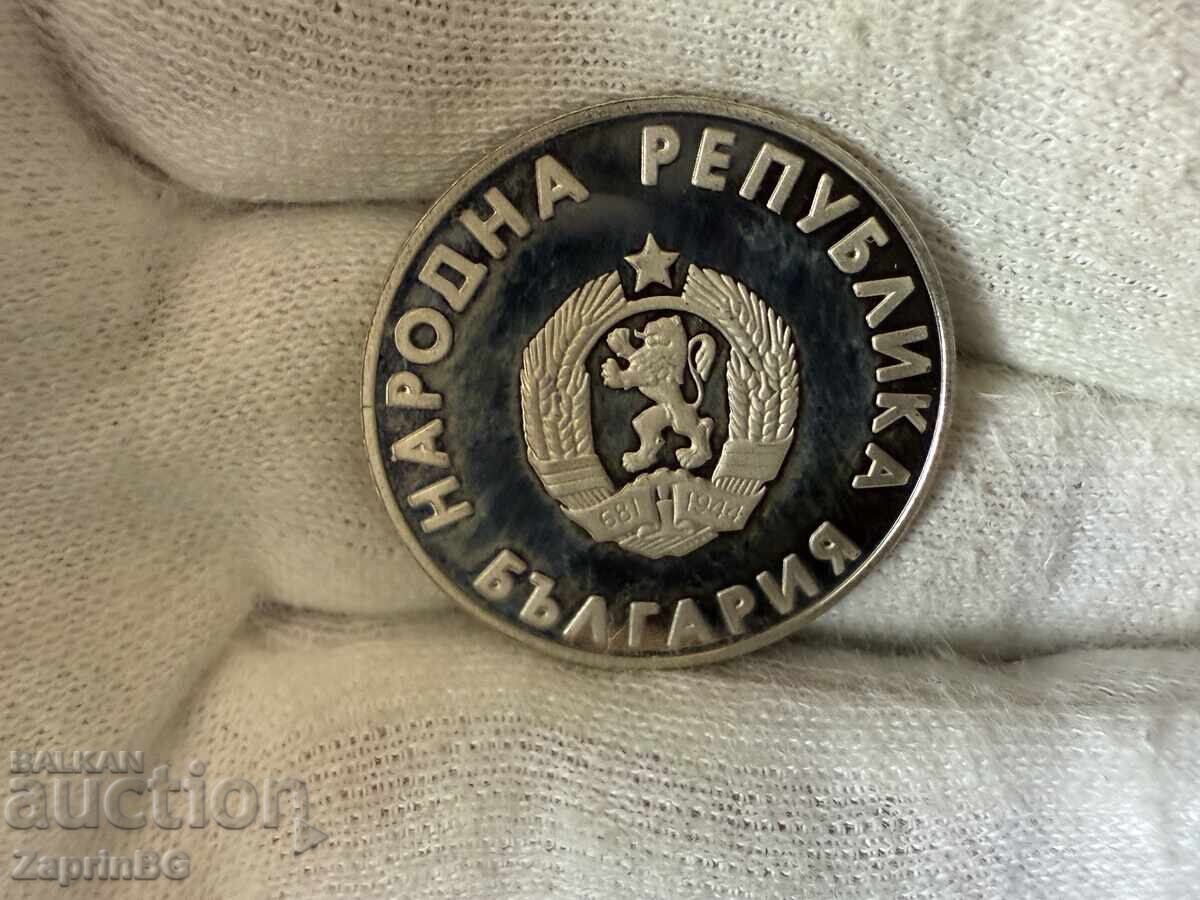 НАРОДНА РЕПУБЛИКА
БЪЛГАРИЯ
681 1944
BALKAN
auction
ZaprinBG